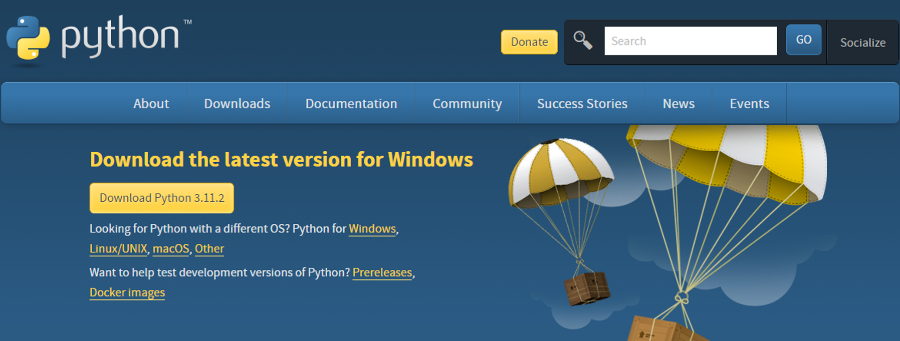 python™
Donate
Search
GO
Socialize
About Downloads Documentation Community Success Stories News Events
Download the latest version for Windows
Download Python 3.11.2
Looking for Python with a different OS? Python for Windows,
Linux/UNIX, macOS, Other
Want to help test development versions of Python? Prereleases,
Docker images